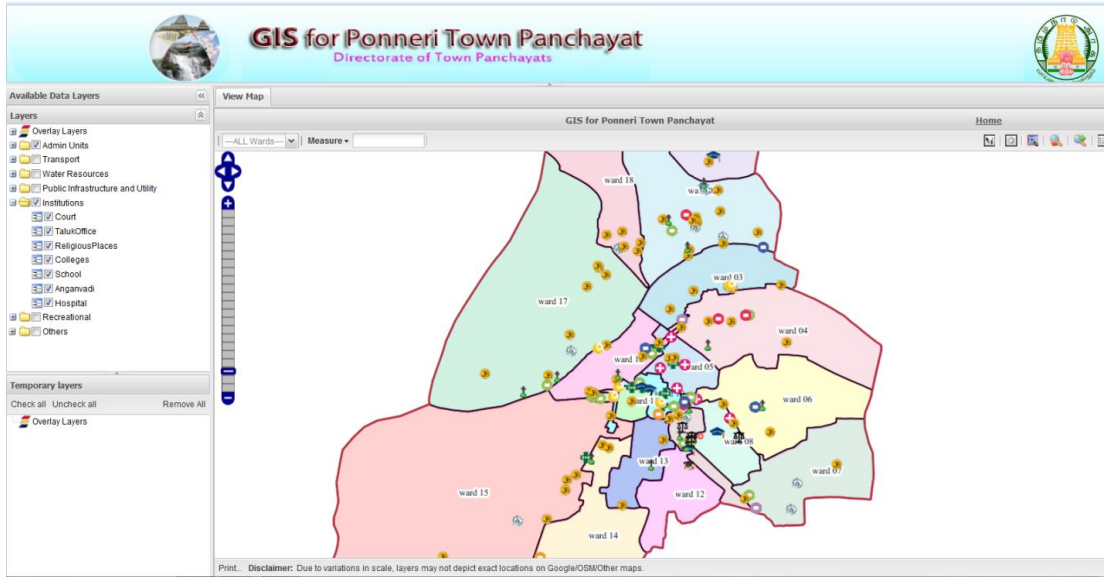 GIS for Ponneri Town Panchayat
Directorate of Town Panchayats
Available Data Layers
View Map
Layers
GIS for Ponneri Town Panchayat
Home
Overlay Layers
Admin Units
Transport
Water Resources
Public Infrastructure and Utility
Institutions
Court
TalukOffice
ReligiousPlaces
Colleges
School
Anganvadi
Hospital
Recreational
Others
---ALL Wards---
Measure
ward 18
ward 03
ward 17
ward 04
ward 05
ward 06
ward 08
ward 07
ward 13
ward 15
ward 12
ward 14
Temporary layers
Check all Uncheck all Remove All
Overlay Layers
Print... Disclaimer: Due to variations in scale, layers may not depict exact locations on Google/OSM/Other maps.